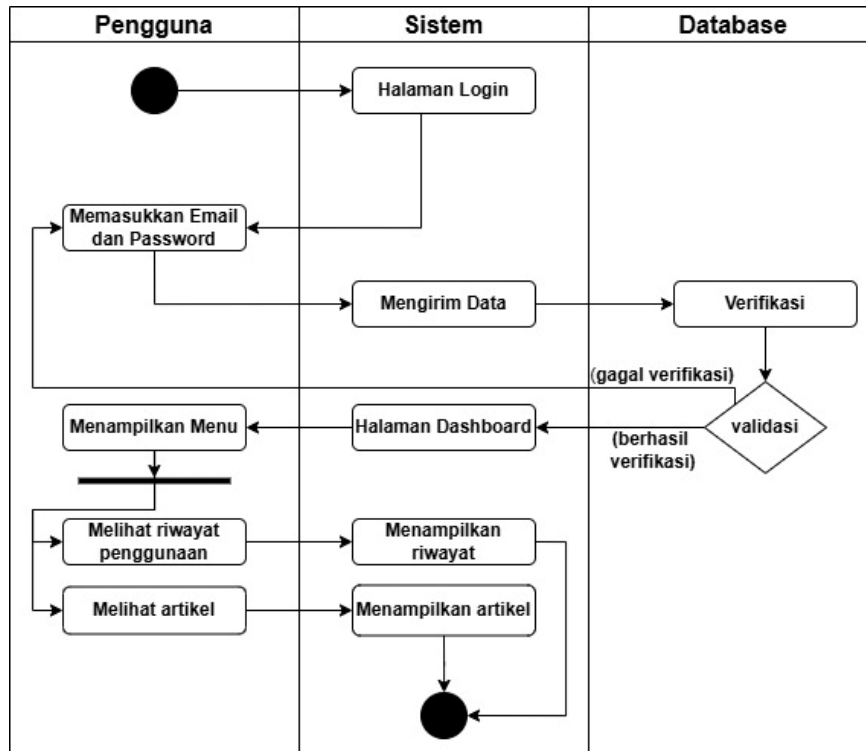 Pengguna
Sistem
Database
Halaman Login
Memasukkan Email
dan Password
Mengirim Data
Verifikasi
(gagal verifikasi)
validasi
(berhasil
verifikasi)
Halaman Dashboard
Menampilkan Menu
Melihat riwayat
penggunaan
Menampilkan
riwayat
Melihat artikel
Menampilkan artikel